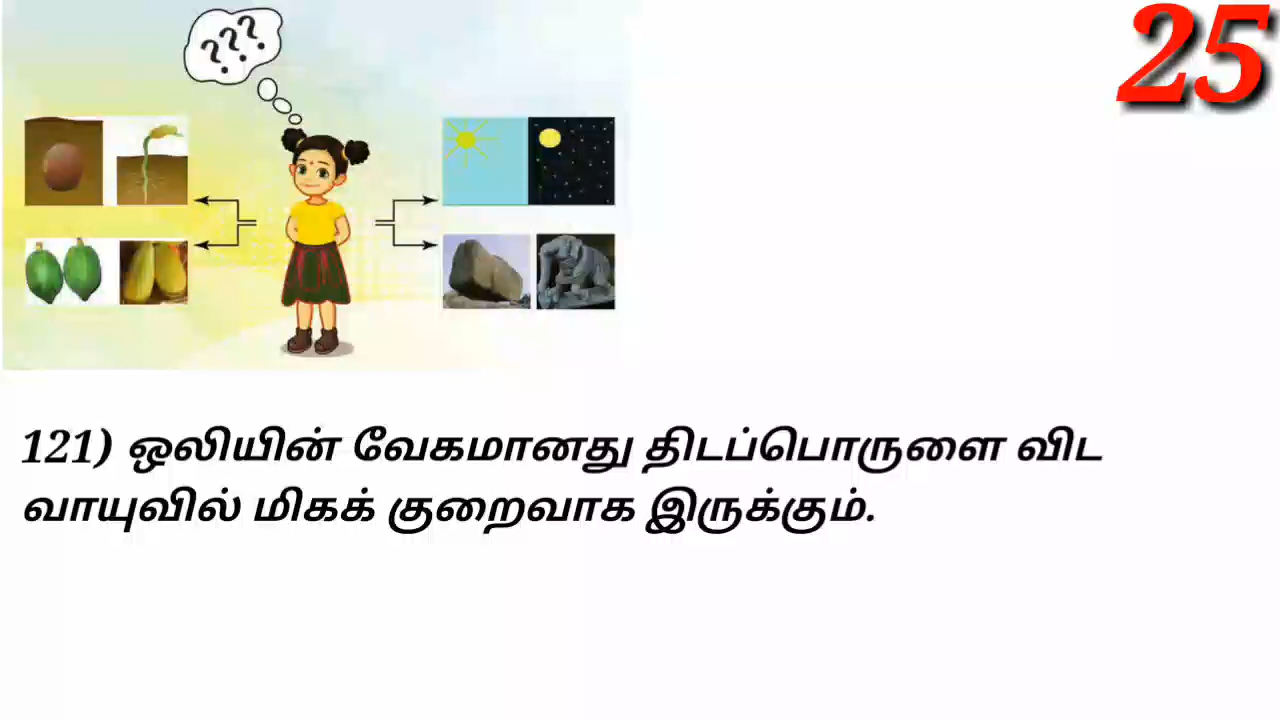 ???
25
121) ஒலியின் வேகமானது திடப்பொருளை விட
வாயுவில் மிகக் குறைவாக இருக்கும்.